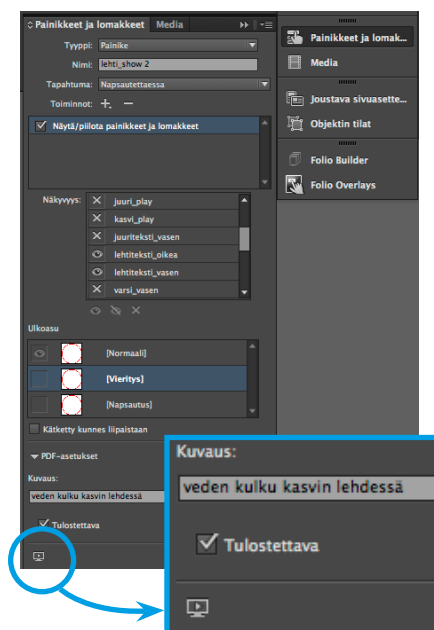 Painikkeet ja lomakkeet Media
Tyyppi: Painike
Nimi: lehti_show 2
Tapahtuma: Napsautettaessa
Toiminnot:
Näytä/piilota painikkeet ja lomakkeet
Näkyvyys: juuri_play
kasvi_play
juuriteksti_vasen
lehtiteksti_oikea
lehtiteksti_vasen
varsi_vasen
Ulkoasu
[Normaali]
[Vieritys]
[Napsautus]
Kätketty kunnes liipaistaan
PDF-asetukset
Kuvaus:
veden kulku kasvin lehdessä
Tulostettava
Painikkeet ja lomak...
Media
Joustava sivuasette...
Objektin tilat
Folio Builder
Folio Overlays
Kuvaus:
veden kulku kasvin lehdessä
Tulostettava